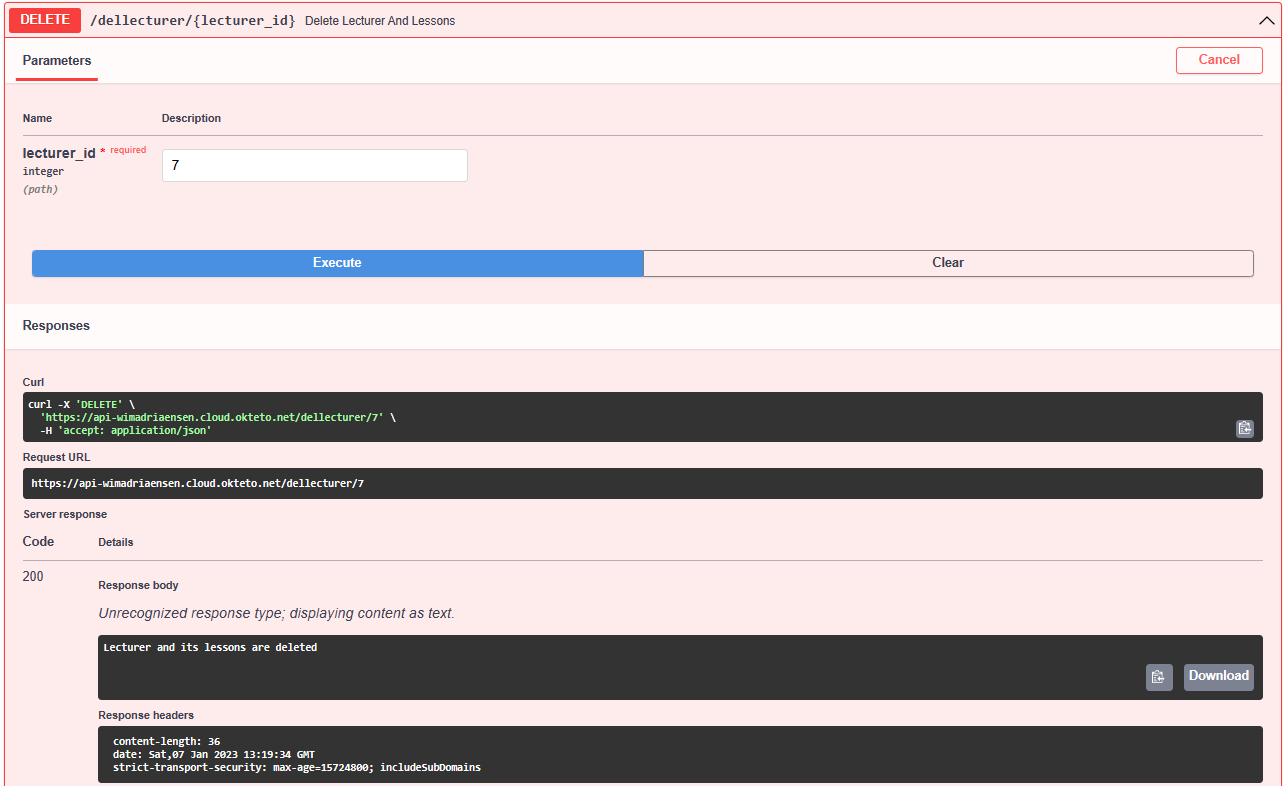 DELETE /dellecturer/{lecturer_id} Delete Lecturer And Lessons
Parameters
Cancel
Name Description
lecturer_id * required
integer
(path)
7
Execute Clear
Responses
Curl
curl -X 'DELETE' \
'https://api-wimadriaensen.cloud.okteto.net/dellecturer/7' \
-H 'accept: application/json'
Request URL
https://api-wimadriaensen.cloud.okteto.net/dellecturer/7
Server response
Code Details
200
Response body
Unrecognized response type; displaying content as text.
Lecturer and its lessons are deleted
Download
Response headers
content-length: 36
date: Sat,07 Jan 2023 13:19:34 GMT
strict-transport-security: max-age=15724800; includeSubDomains